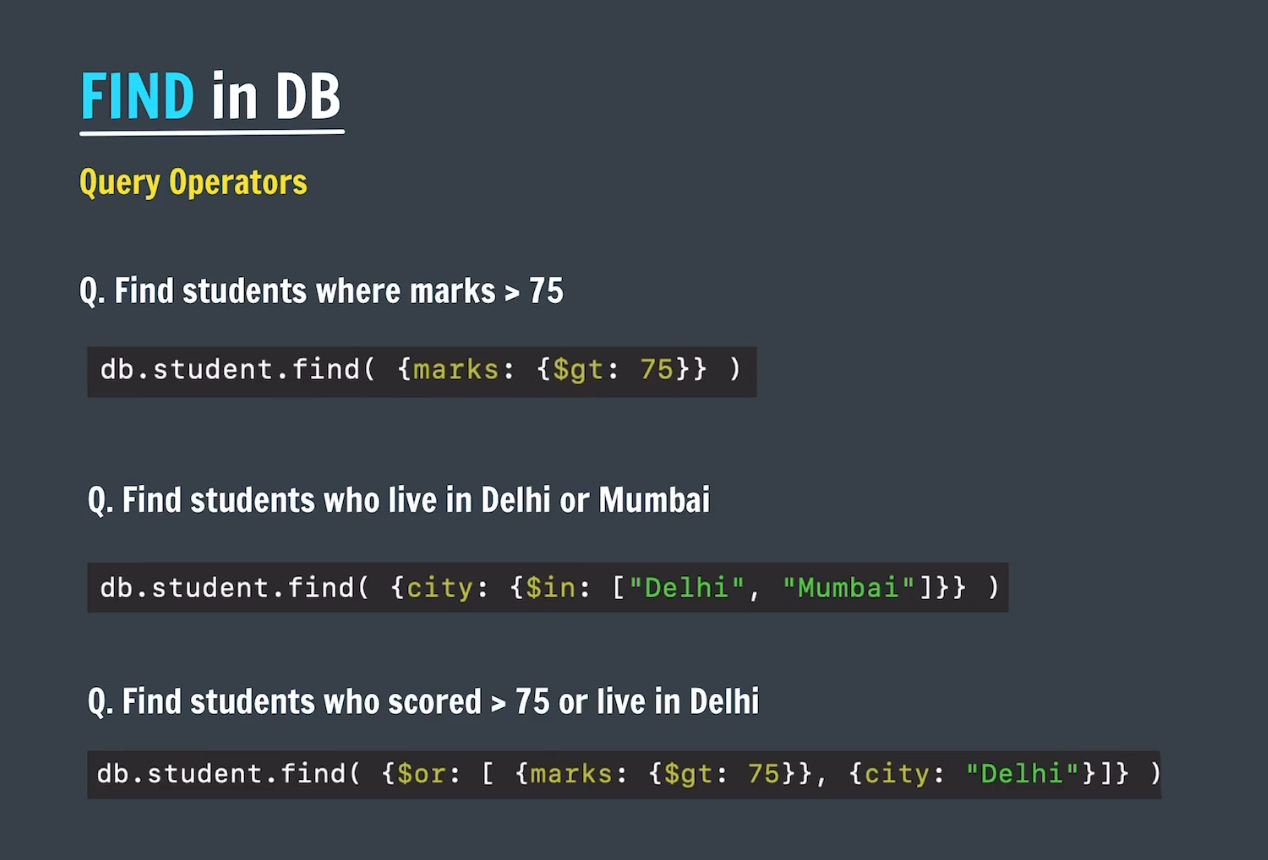 FIND in DB
Query Operators
Q. Find students where marks > 75
db.student.find( {marks: {$gt: 75}} )
Q. Find students who live in Delhi or Mumbai
db.student.find( {city: {$in: ["Delhi", "Mumbai"]}} )
Q. Find students who scored > 75 or live in Delhi
db.student.find( {$or: [ {marks: {$gt: 75}}, {city: "Delhi"}]} )